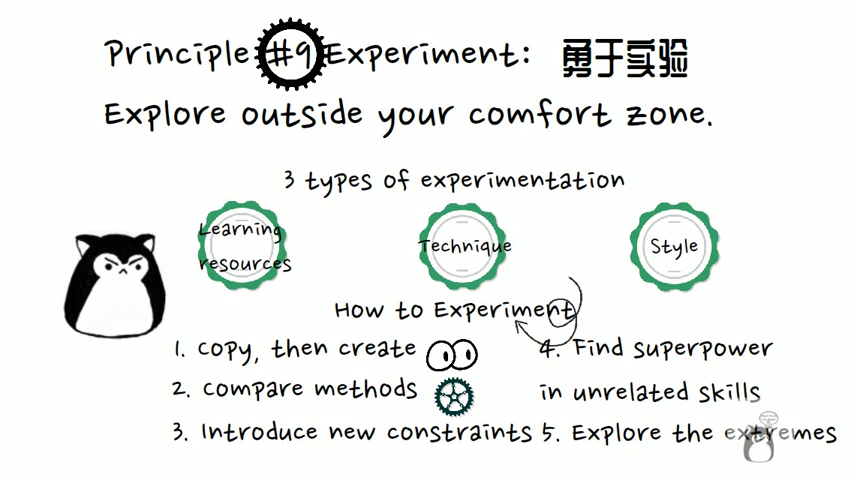 Principle #9 Experiment: 勇于实验
Explore outside your comfort zone.
3 types of experimentation
Learning
resources
Technique
Style
How to Experiment
1. copy, then create
2. compare methods
3. Introduce new constraints
4. Find superpower
in unrelated skills
5. Explore the extremes